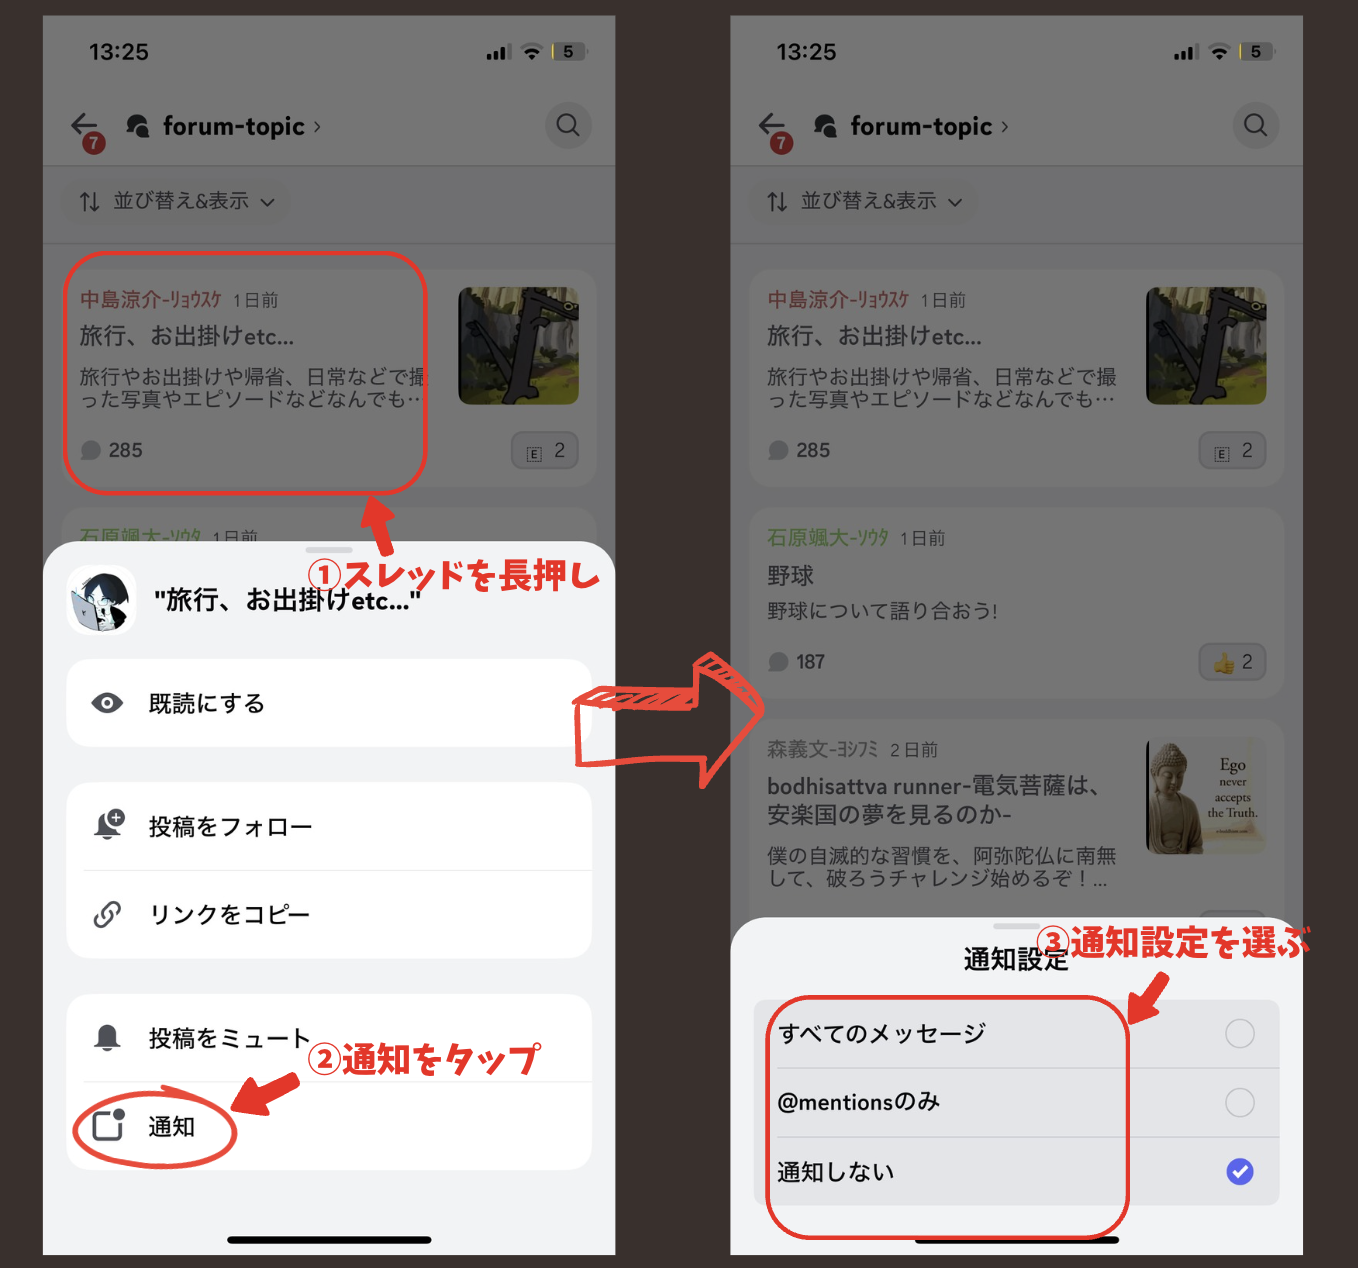 13:25
5
7
forum-topic
並び替え&表示
中島涼介-ﾘｮｳｽｹ 1日前
旅行、お出掛けetc...
旅行やお出掛けや帰省、日常などで撮
った写真やエピソードなどなんでも…
285
E 2
石原颯大-ｿｳﾀ 1日前
①スレッドを長押し
"旅行、お出掛けetc..."
既読にする
投稿をフォロー
リンクをコピー
投稿をミュート
②通知をタップ
通知
13:25
5
7
forum-topic
並び替え&表示
中島涼介-ﾘｮｳｽｹ 1日前
旅行、お出掛けetc...
旅行やお出掛けや帰省、日常などで撮
った写真やエピソードなどなんでも…
285
E 2
石原颯大-ｿｳﾀ 1日前
野球
野球について語り合おう!
187
2
森義文-ﾖｼﾌﾐ 2日前
bodhisattva runner-電気菩薩は、
安楽国の夢を見るのか-
僕の自滅的な習慣を、阿弥陀仏に南無
して、破ろうチャレンジ始めるぞ！...
Ego
never
accepts
the Truth.
③通知設定を選ぶ
通知設定
すべてのメッセージ
@mentionsのみ
通知しない